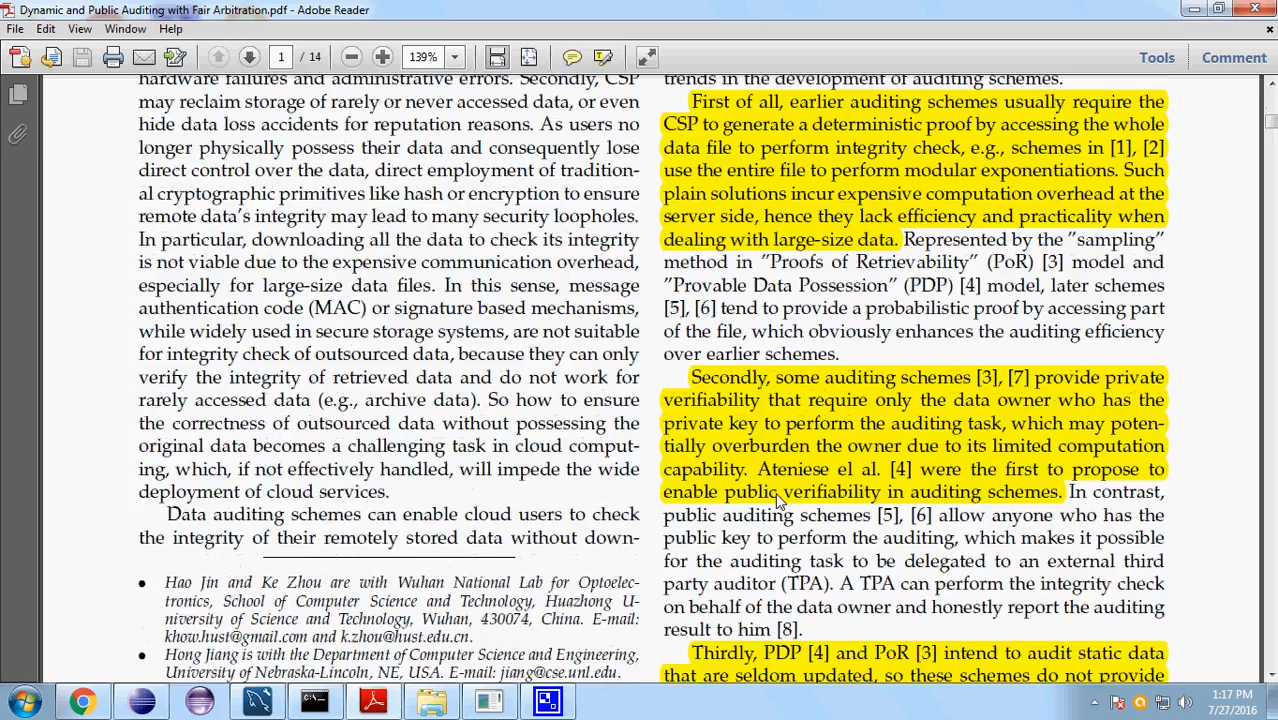 Dynamic and Public Auditing with Fair Arbitration.pdf - Adobe Reader
File Edit View Window Help
1 / 14
139%
Tools
Comment
hardware failures and administrative errors. Secondly, CSP
may reclaim storage of rarely or never accessed data, or even
hide data loss accidents for reputation reasons. As users no
longer physically possess their data and consequently lose
direct control over the data, direct employment of tradition-
al cryptographic primitives like hash or encryption to ensure
remote data's integrity may lead to many security loopholes.
In particular, downloading all the data to check its integrity
is not viable due to the expensive communication overhead,
especially for large-size data files. In this sense, message
authentication code (MAC) or signature based mechanisms,
while widely used in secure storage systems, are not suitable
for integrity check of outsourced data, because they can only
verify the integrity of retrieved data and do not work for
rarely accessed data (e.g., archive data). So how to ensure
the correctness of outsourced data without possessing the
original data becomes a challenging task in cloud comput-
ing, which, if not effectively handled, will impede the wide
deployment of cloud services.
Data auditing schemes can enable cloud users to check
the integrity of their remotely stored data without down-
• Hao Jin and Ke Zhou are with Wuhan National Lab for Optoelec-
tronics, School of Computer Science and Technology, Huazhong U-
niversity of Science and Technology, Wuhan, 430074, China. E-mail:
khow.hust@gmail.com and k.zhou@hust.edu.cn.
• Hong Jiang is with the Department of Computer Science and Engineering,
University of Nebraska-Lincoln, NE, USA. E-mail: jiang@cse.unl.edu.
trends in the development of auditing schemes.
First of all, earlier auditing schemes usually require the
CSP to generate a deterministic proof by accessing the whole
data file to perform integrity check, e.g., schemes in [1], [2]
use the entire file to perform modular exponentiations. Such
plain solutions incur expensive computation overhead at the
server side, hence they lack efficiency and practicality when
dealing with large-size data. Represented by the "sampling"
method in "Proofs of Retrievability" (PoR) [3] model and
"Provable Data Possession" (PDP) [4] model, later schemes
[5], [6] tend to provide a probabilistic proof by accessing part
of the file, which obviously enhances the auditing efficiency
over earlier schemes.
Secondly, some auditing schemes [3], [7] provide private
verifiability that require only the data owner who has the
private key to perform the auditing task, which may poten-
tially overburden the owner due to its limited computation
capability. Ateniese el al. [4] were the first to propose to
enable public verifiability in auditing schemes. In contrast,
public auditing schemes [5], [6] allow anyone who has the
public key to perform the auditing, which makes it possible
for the auditing task to be delegated to an external third
party auditor (TPA). A TPA can perform the integrity check
on behalf of the data owner and honestly report the auditing
result to him [8].
Thirdly, PDP [4] and PoR [3] intend to audit static data
that are seldom updated, so these schemes do not provide
1:17 PM
7/27/2016